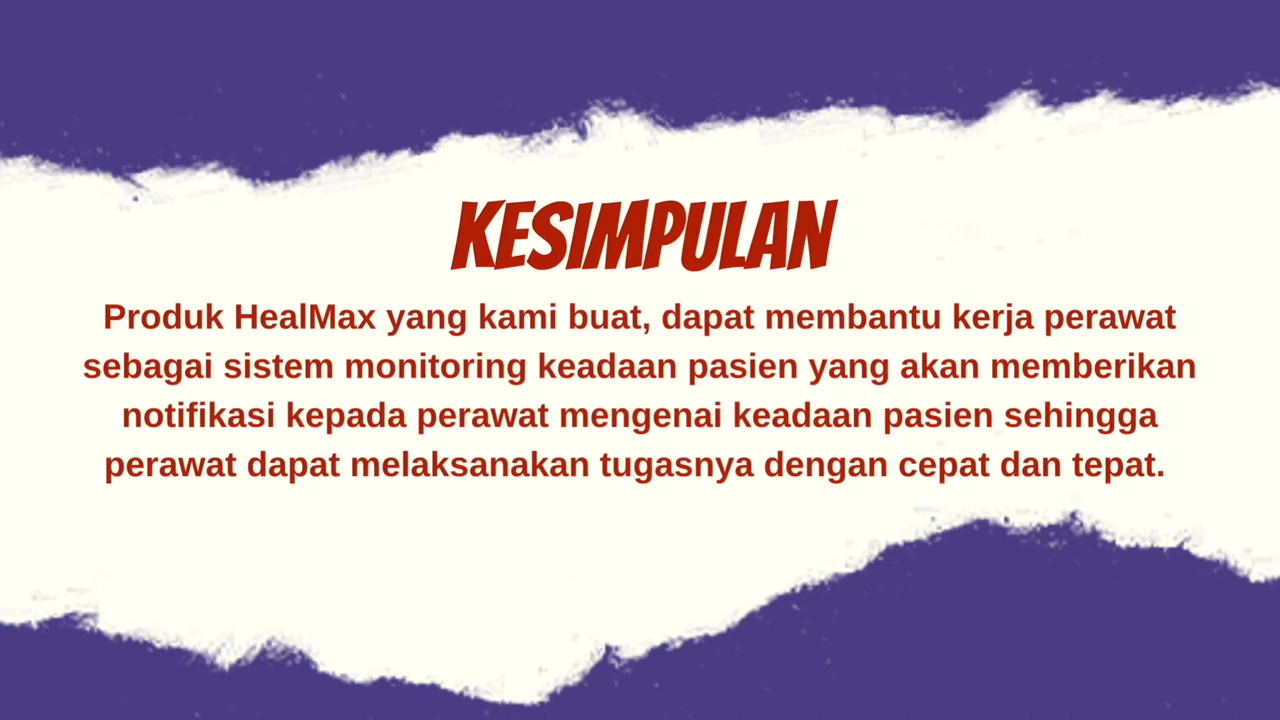 KESIMPULAN
Produk HealMax yang kami buat, dapat membantu kerja perawat
sebagai sistem monitoring keadaan pasien yang akan memberikan
notifikasi kepada perawat mengenai keadaan pasien sehingga
perawat dapat melaksanakan tugasnya dengan cepat dan tepat.